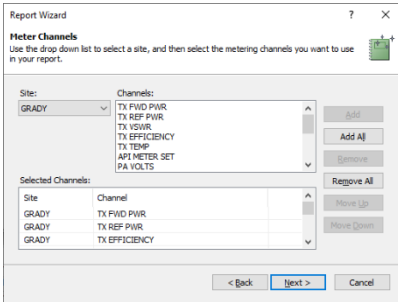 Report Wizard
?
Meter Channels
Use the drop down list to select a site, and then select the metering channels you want to use
in your report.
Site:
Channels:
GRADY
TX FWD PWR
TX REF PWR
TX VSWR
TX EFFICIENCY
TX TEMP
API METER SET
PA VOLTS
Add
Add All
Remove
Remove All
Move Up
Move Down
Selected Channels:
Site Channel
GRADY TX FWD PWR
GRADY TX REF PWR
GRADY TX EFFICIENCY
< Back
Next >
Cancel